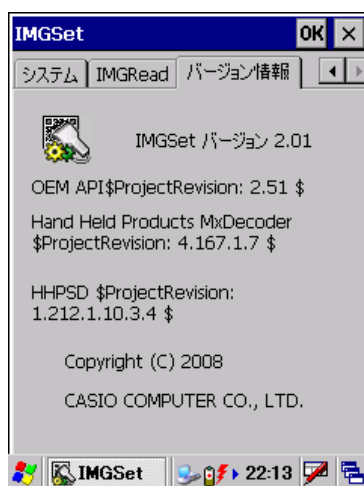 IMGSet OK ×
システム IMGRead バージョン情報
IMGSet バージョン 2.01
OEM API$ProjectRevision: 2.51 $
Hand Held Products MxDecoder
$ProjectRevision: 4.167.1.7 $
HHPSD $ProjectRevision:
1.212.1.10.3.4 $
Copyright (C) 2008
CASIO COMPUTER CO., LTD.
IMGSet 22:13